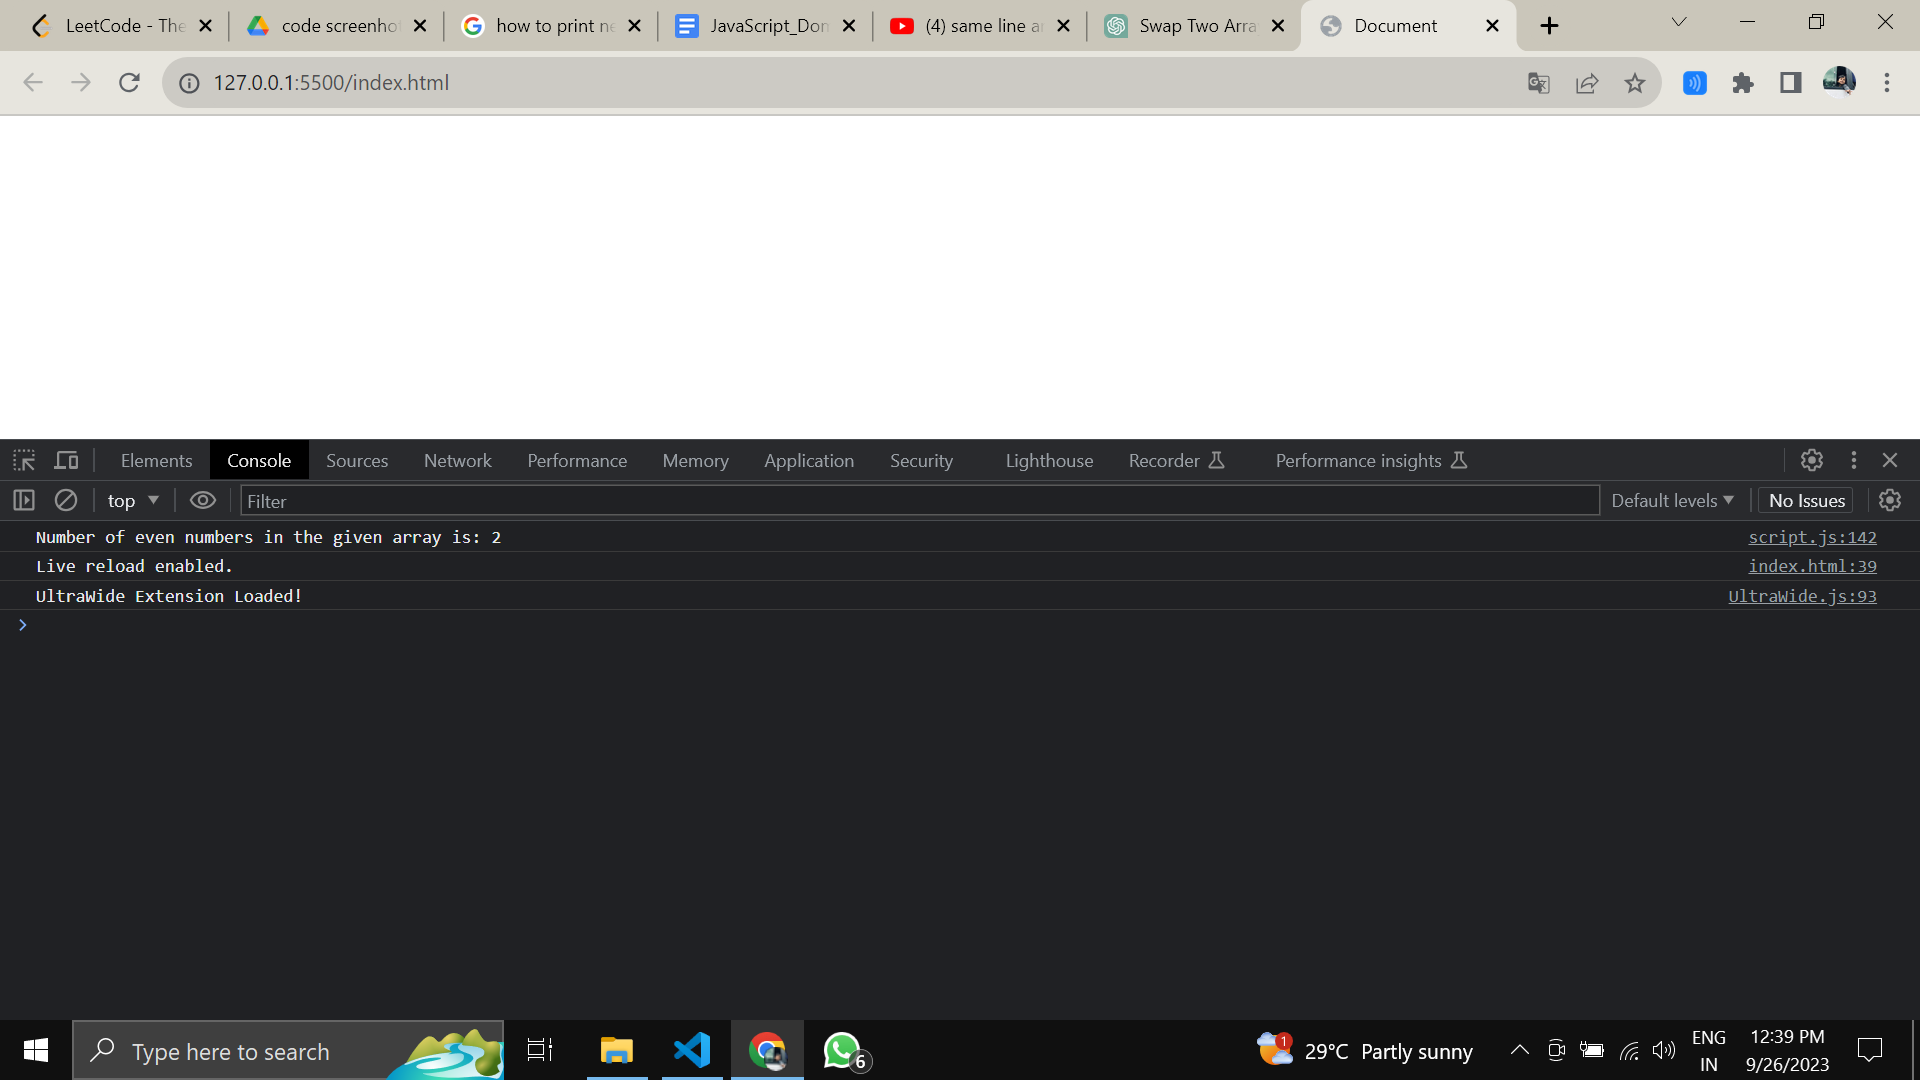 LeetCode - The
code screenshot
how to print ne
JavaScript_Dom
(4) same line ar
Swap Two Arra
Document
127.0.0.1:5500/index.html
Elements
Console
Sources
Network
Performance
Memory
Application
Security
Lighthouse
Recorder
Performance insights
top
Filter
Default levels
No Issues
Number of even numbers in the given array is: 2
script.js:142
Live reload enabled.
index.html:39
UltraWide Extension Loaded!
UltraWide.js:93
Type here to search
6
1
29°C Partly sunny
ENG
IN
12:39 PM
9/26/2023